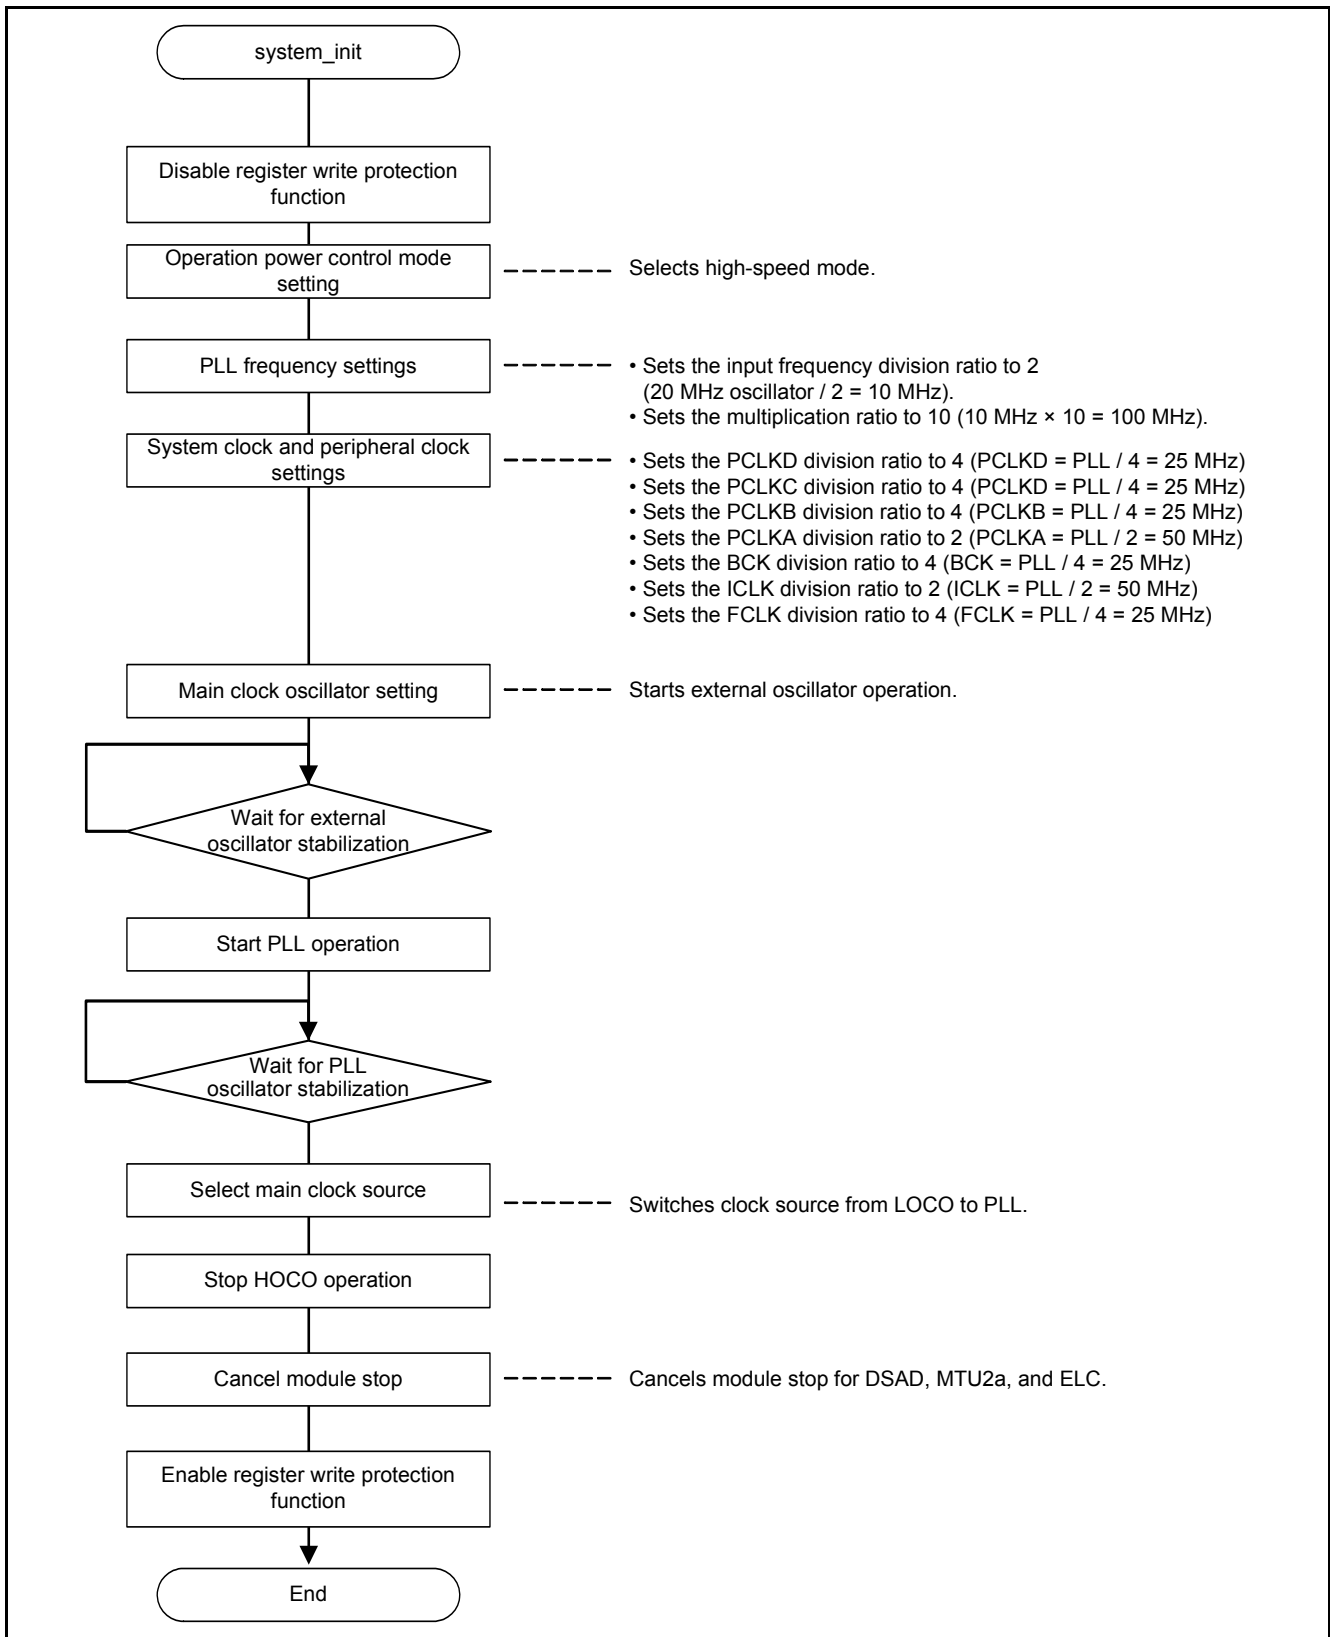 system_init
Disable register write protection
function
Operation power control mode
setting
Selects high-speed mode.
PLL frequency settings
• Sets the input frequency division ratio to 2
(20 MHz oscillator / 2 = 10 MHz).
• Sets the multiplication ratio to 10 (10 MHz × 10 = 100 MHz).
System clock and peripheral clock
settings
• Sets the PCLKD division ratio to 4 (PCLKD = PLL / 4 = 25 MHz)
• Sets the PCLKC division ratio to 4 (PCLKD = PLL / 4 = 25 MHz)
• Sets the PCLKB division ratio to 4 (PCLKB = PLL / 4 = 25 MHz)
• Sets the PCLKA division ratio to 2 (PCLKA = PLL / 2 = 50 MHz)
• Sets the BCK division ratio to 4 (BCK = PLL / 4 = 25 MHz)
• Sets the ICLK division ratio to 2 (ICLK = PLL / 2 = 50 MHz)
• Sets the FCLK division ratio to 4 (FCLK = PLL / 4 = 25 MHz)
Main clock oscillator setting
Starts external oscillator operation.
Wait for external
oscillator stabilization
Start PLL operation
Wait for PLL
oscillator stabilization
Select main clock source
Switches clock source from LOCO to PLL.
Stop HOCO operation
Cancel module stop
Cancels module stop for DSAD, MTU2a, and ELC.
Enable register write protection
function
End